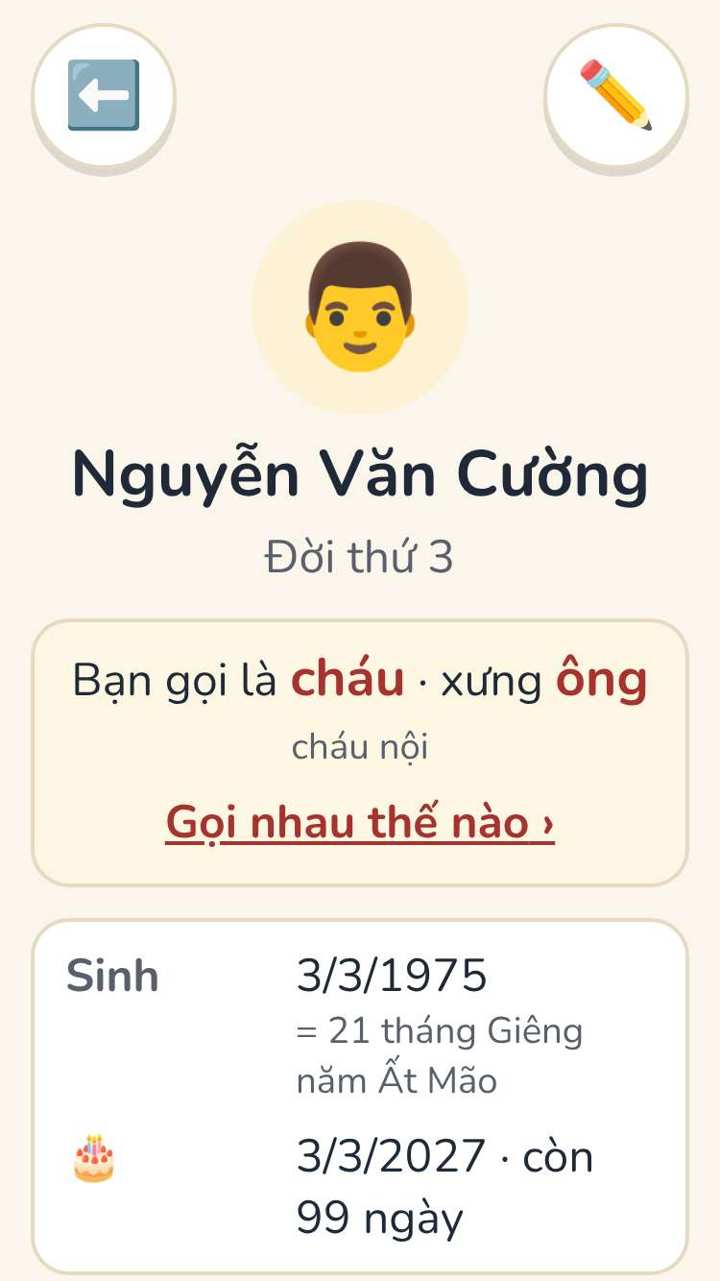 Nguyễn Văn Cường
Đời thứ 3
Bạn gọi là cháu · xưng ông
cháu nội
Gọi nhau thế nào ›
Sinh 3/3/1975
= 21 tháng Giêng
năm Ất Mão
3/3/2027 · còn
99 ngày